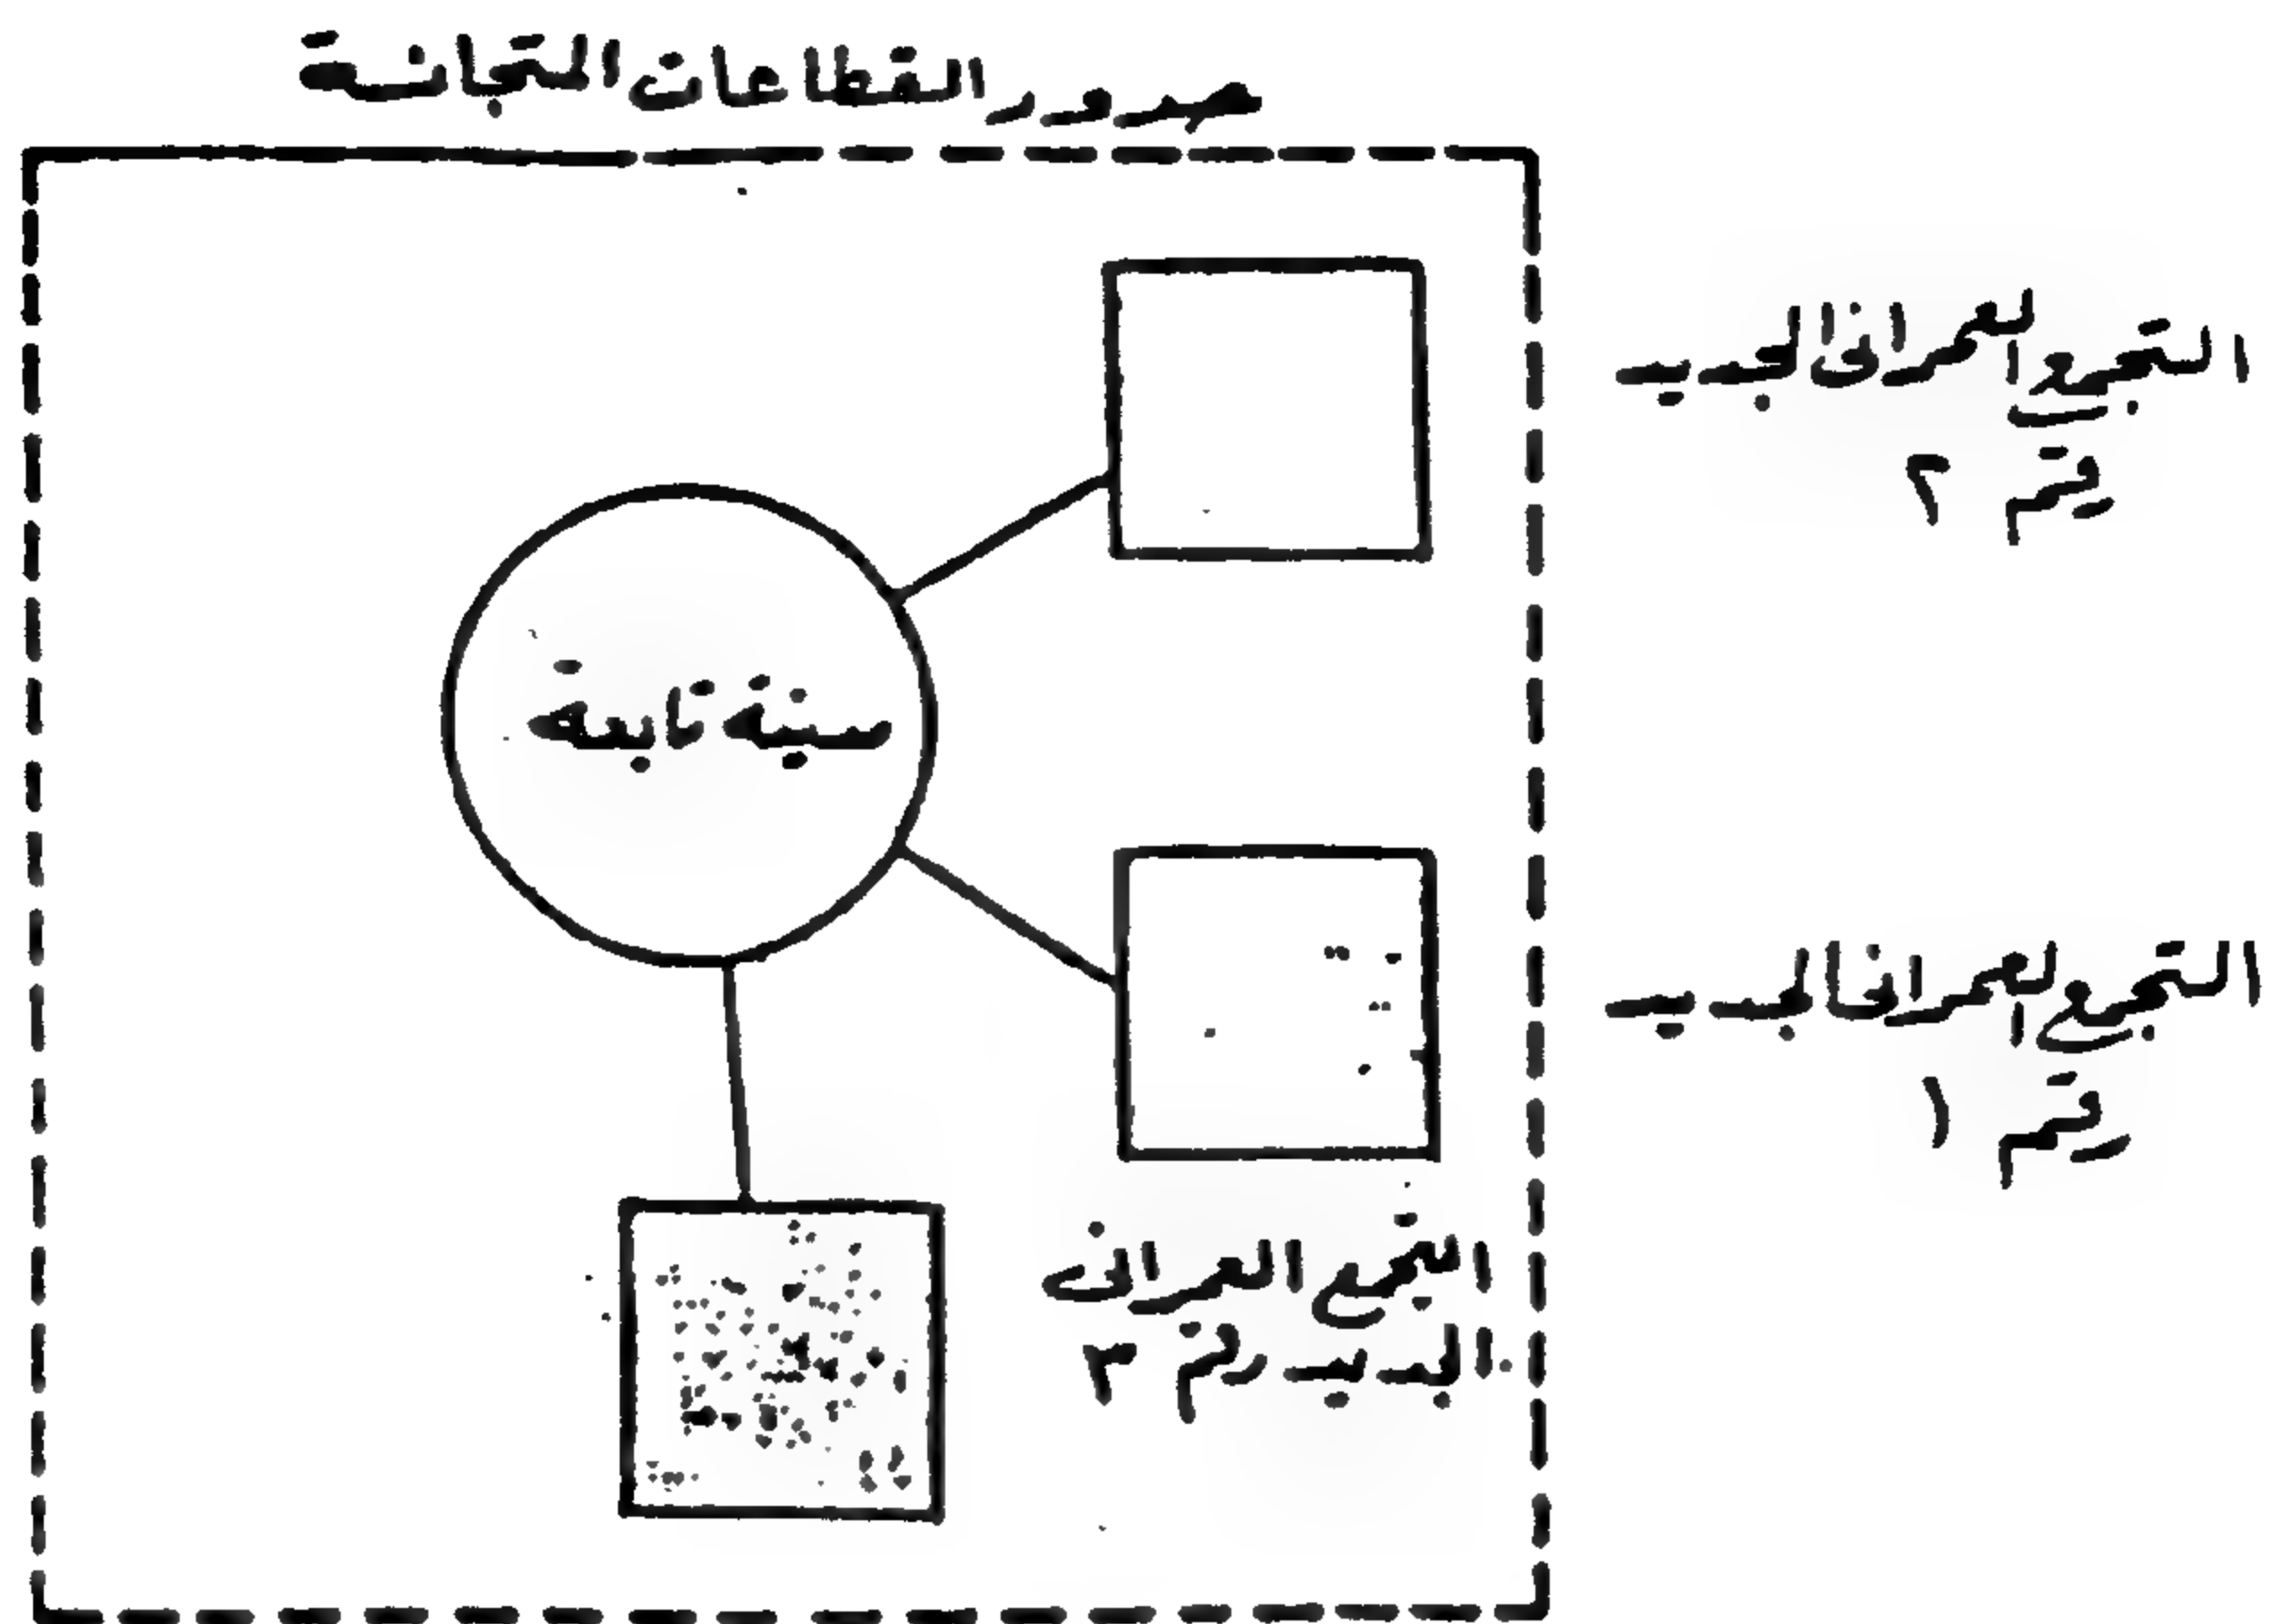 حدور القطاعات المتجانسة
التجمع العمرانى الجديد
رقم ٢
مدينة تابعة
التجمع العمرانى الجديد
رقم ١
التجمع العمرانى
الجديد رقم ٣